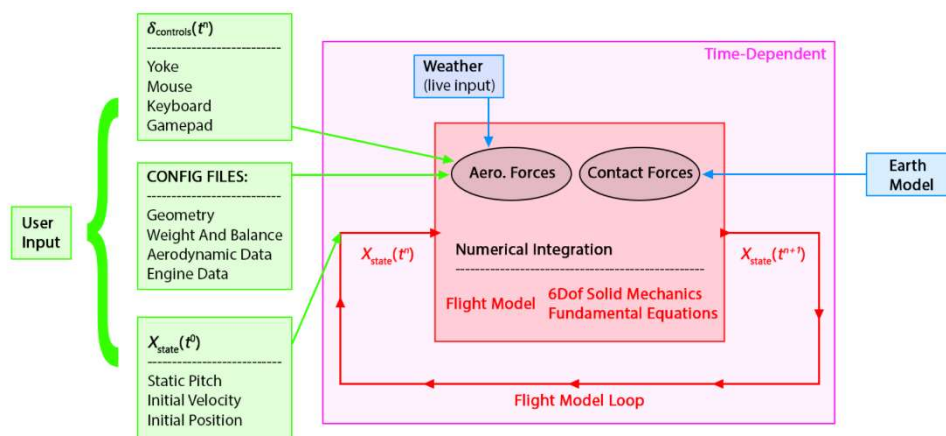 δcontrols(tⁿ)
Yoke
Mouse
Keyboard
Gamepad
User
Input
CONFIG FILES:
Geometry
Weight And Balance
Aerodynamic Data
Engine Data
Xstate(t⁰)
Static Pitch
Initial Velocity
Initial Position
Time-Dependent
Weather
(live input)
Aero. Forces
Contact Forces
Earth
Model
Xstate(tⁿ)
Numerical Integration
Flight Model
6Dof Solid Mechanics
Fundamental Equations
Xstate(tⁿ⁺¹)
Flight Model Loop